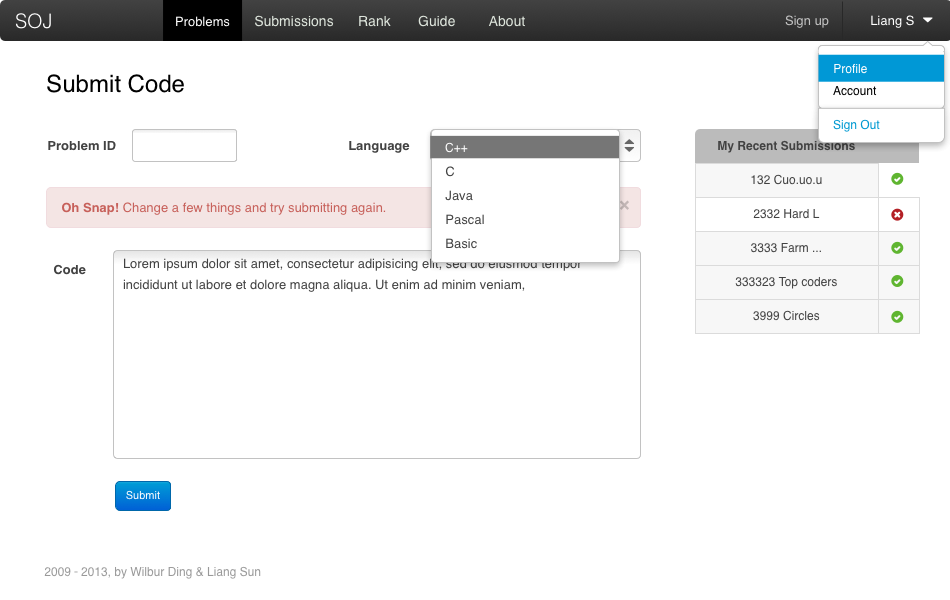 SOJ Problems Submissions Rank Guide About Sign up Liang S
Profile
Account
Sign Out
Submit Code
Problem ID Language
C++
C
Java
Pascal
Basic
My Recent Submissions
132 Cuo.uo.u
2332 Hard L
3333 Farm ...
333323 Top coders
3999 Circles
Oh Snap! Change a few things and try submitting again.
Code
Lorem ipsum dolor sit amet, consectetur adipisicing elit, sed do eiusmod tempor
incididunt ut labore et dolore magna aliqua. Ut enim ad minim veniam,
Submit
2009 - 2013, by Wilbur Ding & Liang Sun